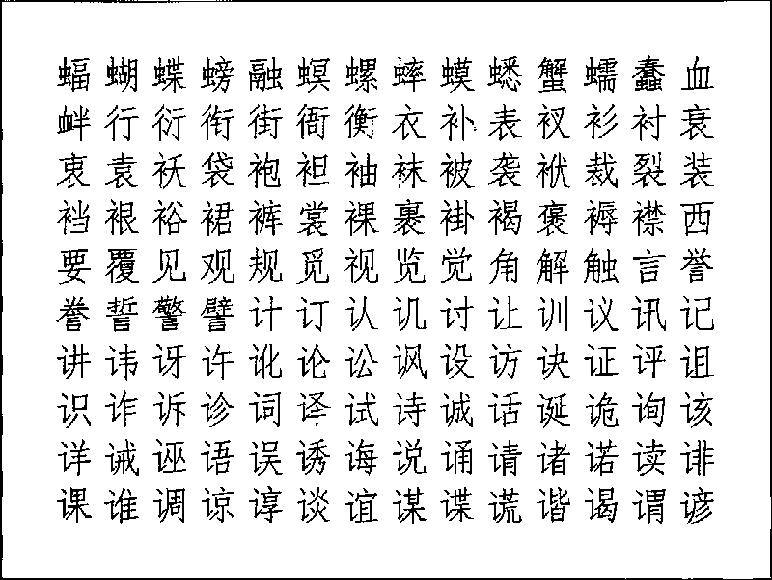 蝠蝴蝶螃融螟螺蟀蟆蟋蟹蠕蠢血
衅行衍衔街衙衡衣补表衩衫衬衰
衷袁袄袋袍袒袖袜被袭袱裁裂装
裆裉裕裙裤裳裸裹褂褐褒褥襟西
要覆见观规觅视览觉角解触言誉
誊誓警譬计订认讥讨让训议讯记
讲讳讶许讹论讼讽设访诀证评诅
识诈诉诊词译试诗诚话诞诡询该
详诫诬语误诱诲说诵请诸诺读诽
课谁调谅谆谈谊谋谍谎谐谒谓谚